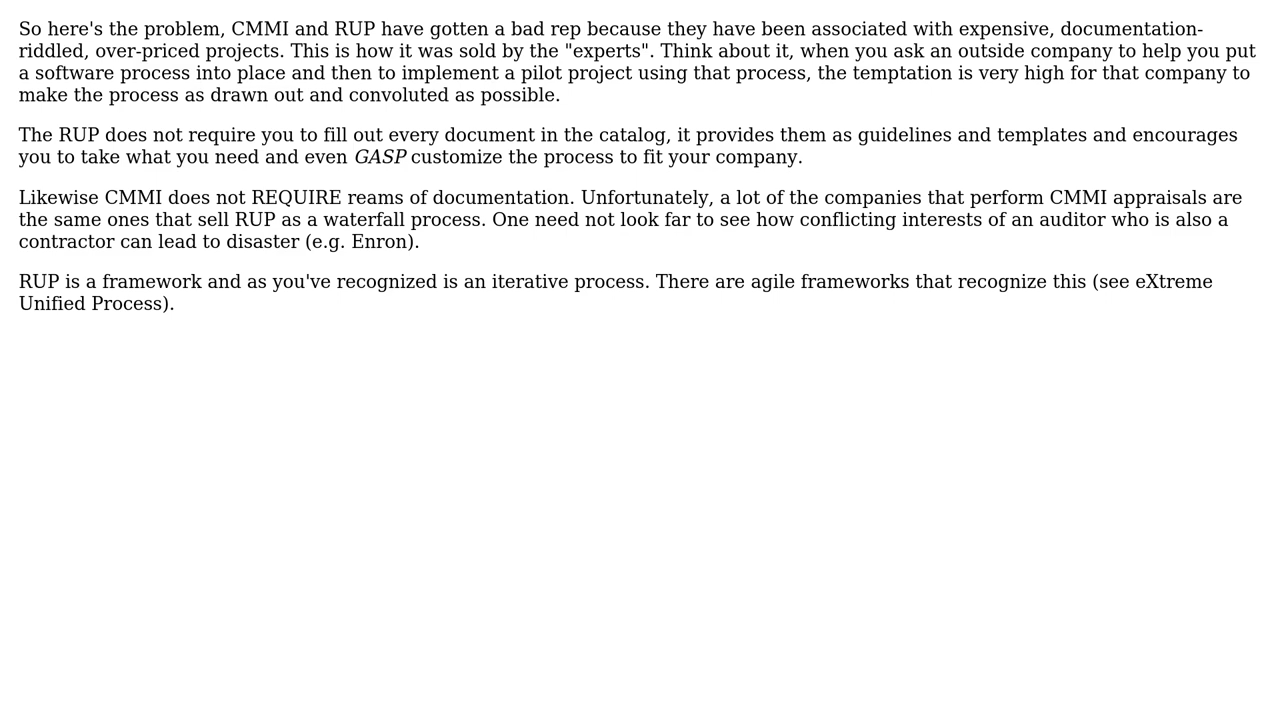 So here's the problem, CMMI and RUP have gotten a bad rep because they have been associated with expensive, documentation-
riddled, over-priced projects. This is how it was sold by the "experts". Think about it, when you ask an outside company to help you put
a software process into place and then to implement a pilot project using that process, the temptation is very high for that company to
make the process as drawn out and convoluted as possible.
The RUP does not require you to fill out every document in the catalog, it provides them as guidelines and templates and encourages
you to take what you need and even GASP customize the process to fit your company.
Likewise CMMI does not REQUIRE reams of documentation. Unfortunately, a lot of the companies that perform CMMI appraisals are
the same ones that sell RUP as a waterfall process. One need not look far to see how conflicting interests of an auditor who is also a
contractor can lead to disaster (e.g. Enron).
RUP is a framework and as you've recognized is an iterative process. There are agile frameworks that recognize this (see eXtreme
Unified Process).